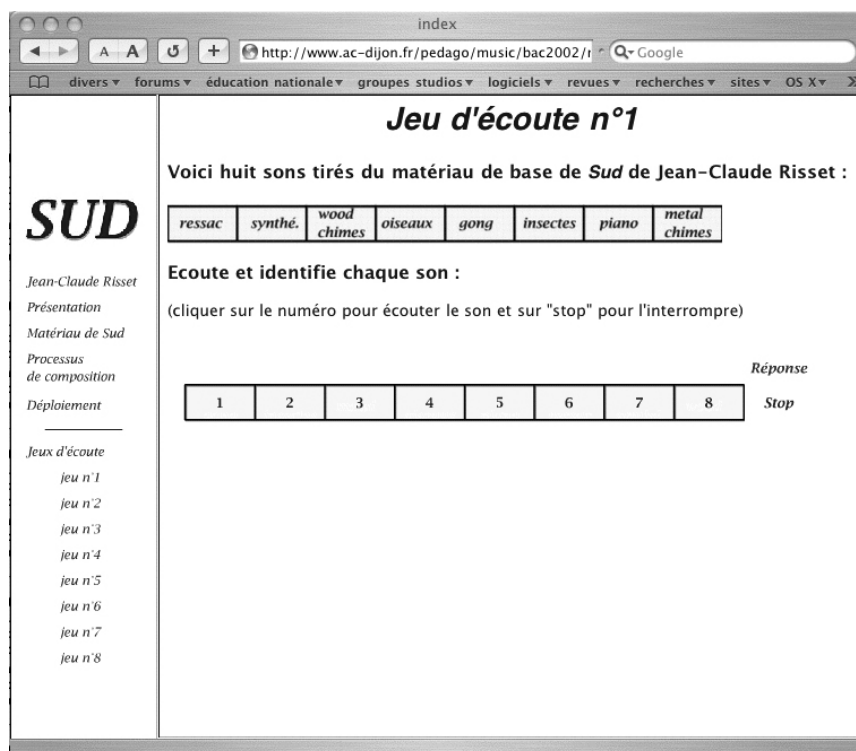 index
A A
+
http://www.ac-dijon.fr/pedago/music/bac2002/r
Q Google
divers forums éducation nationale groupes studios logiciels revues recherches sites OS X
Jeu d'écoute n°1
Voici huit sons tirés du matériau de base de Sud de Jean-Claude Risset :
ressac synthé. wood chimes oiseaux gong insectes piano metal chimes
Ecoute et identifie chaque son :
(cliquer sur le numéro pour écouter le son et sur "stop" pour l'interrompre)
Réponse
1 2 3 4 5 6 7 8 Stop
SUD
Jean-Claude Risset
Présentation
Matériau de Sud
Processus
de composition
Déploiement
Jeux d'écoute
jeu n°1
jeu n°2
jeu n°3
jeu n°4
jeu n°5
jeu n°6
jeu n°7
jeu n°8